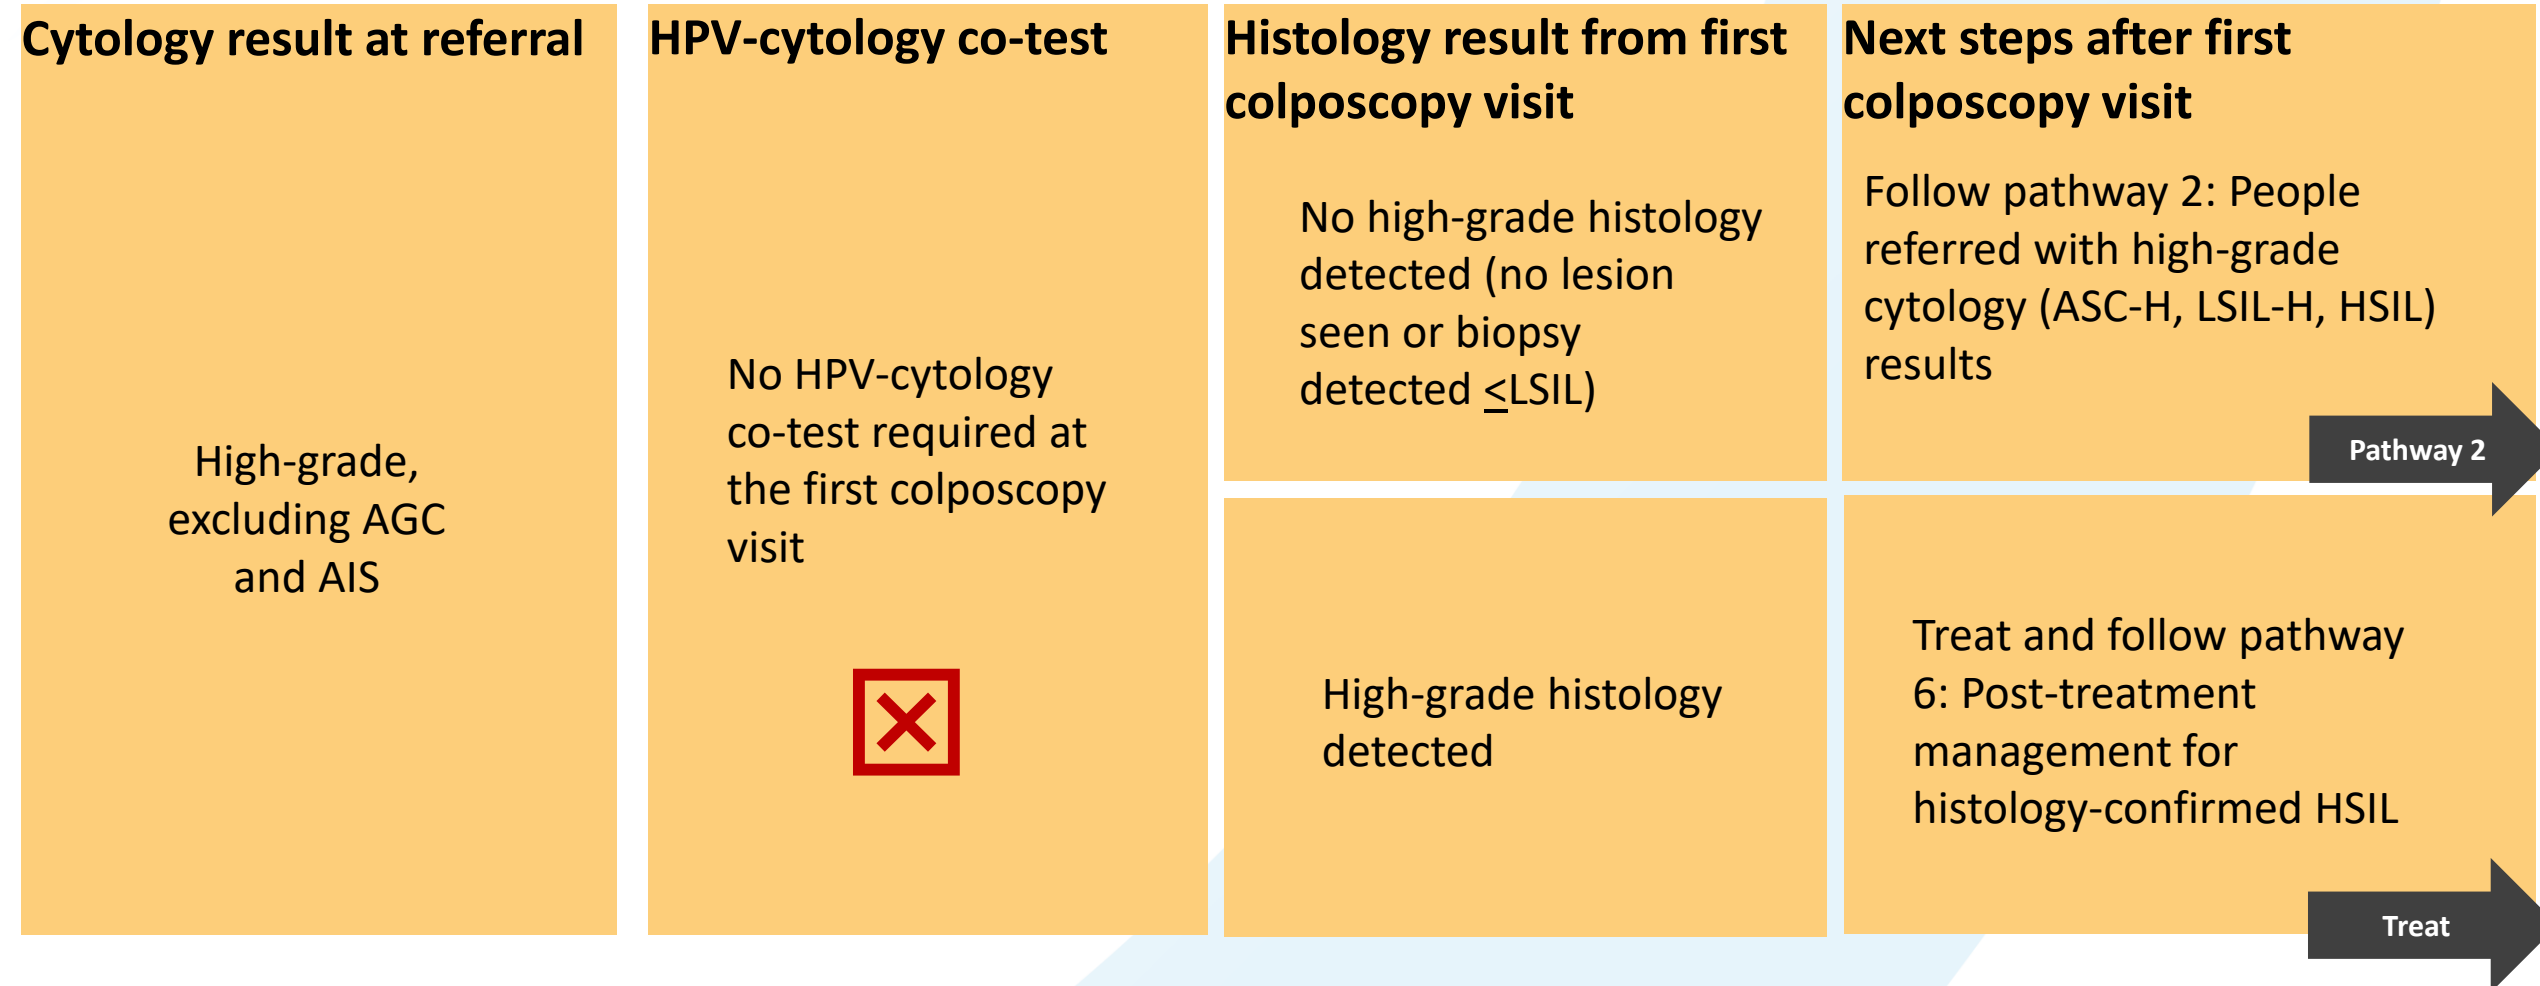 Cytology result at referral
High-grade,
excluding AGC
and AIS
HPV-cytology co-test
No HPV-cytology
co-test required at
the first colposcopy
visit
Histology result from first
colposcopy visit
No high-grade histology
detected (no lesion
seen or biopsy
detected ≤LSIL)
High-grade histology
detected
Next steps after first
colposcopy visit
Follow pathway 2: People
referred with high-grade
cytology (ASC-H, LSIL-H, HSIL)
results
Pathway 2
Treat and follow pathway
6: Post-treatment
management for
histology-confirmed HSIL
Treat